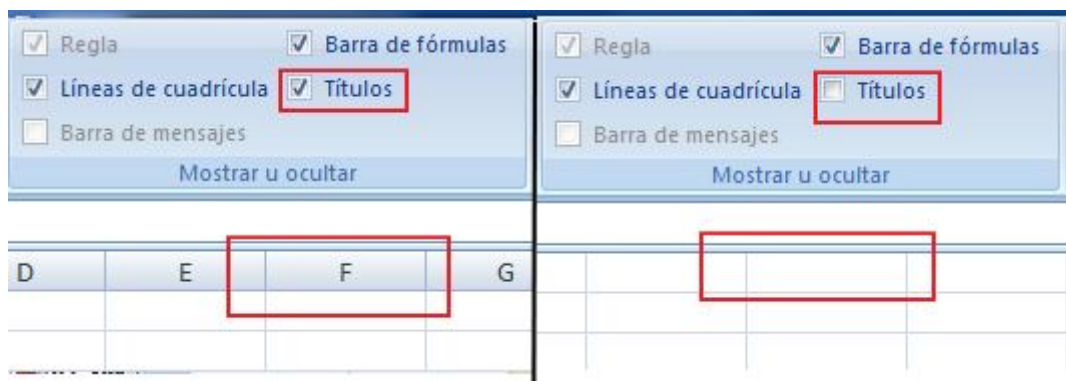 Regla Barra de fórmulas
Líneas de cuadrícula Títulos
Barra de mensajes
Mostrar u ocultar
D E F G
Regla Barra de fórmulas
Líneas de cuadrícula Títulos
Barra de mensajes
Mostrar u ocultar